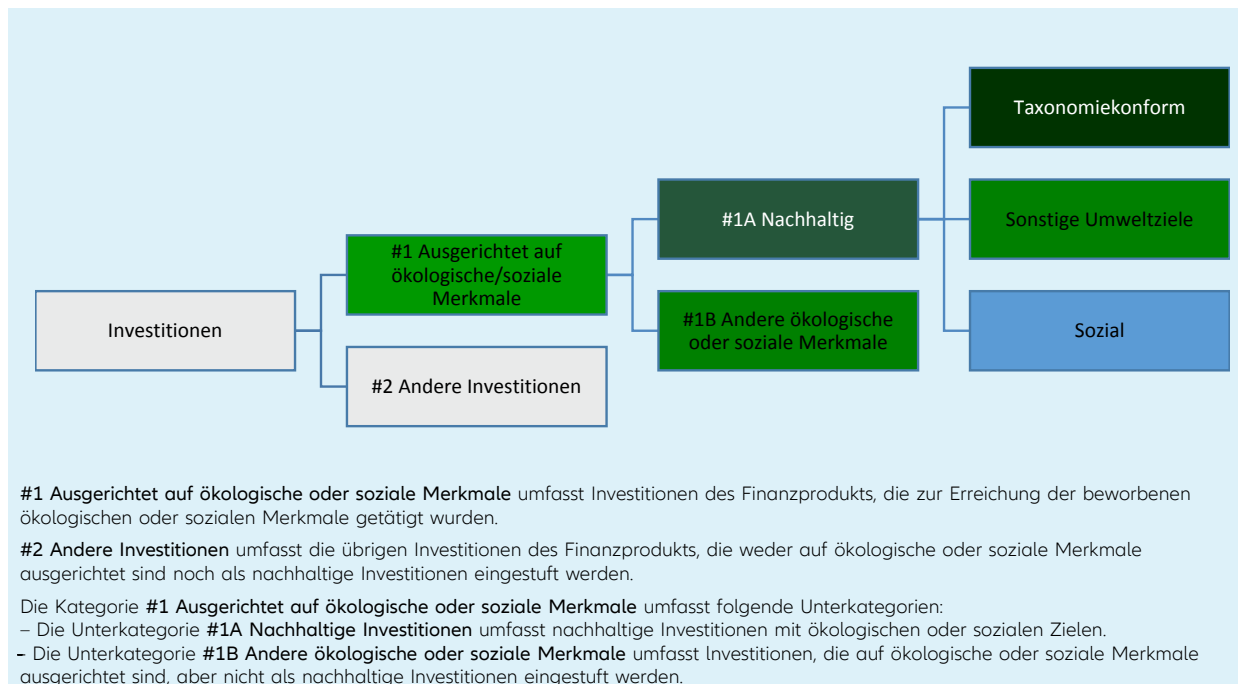 Taxonomiekonform
#1A Nachhaltig
Sonstige Umweltziele
#1 Ausgerichtet auf
ökologische/soziale
Merkmale
Investitionen
#1B Andere ökologische
oder soziale Merkmale
Sozial
#2 Andere Investitionen
#1 Ausgerichtet auf ökologische oder soziale Merkmale umfasst Investitionen des Finanzprodukts, die zur Erreichung der beworbenen
ökologischen oder sozialen Merkmale getätigt wurden.
#2 Andere Investitionen umfasst die übrigen Investitionen des Finanzprodukts, die weder auf ökologische oder soziale Merkmale
ausgerichtet sind noch als nachhaltige Investitionen eingestuft werden.
Die Kategorie #1 Ausgerichtet auf ökologische oder soziale Merkmale umfasst folgende Unterkategorien:
– Die Unterkategorie #1A Nachhaltige Investitionen umfasst nachhaltige Investitionen mit ökologischen oder sozialen Zielen.
- Die Unterkategorie #1B Andere ökologische oder soziale Merkmale umfasst Investitionen, die auf ökologische oder soziale Merkmale
ausgerichtet sind, aber nicht als nachhaltige Investitionen eingestuft werden.